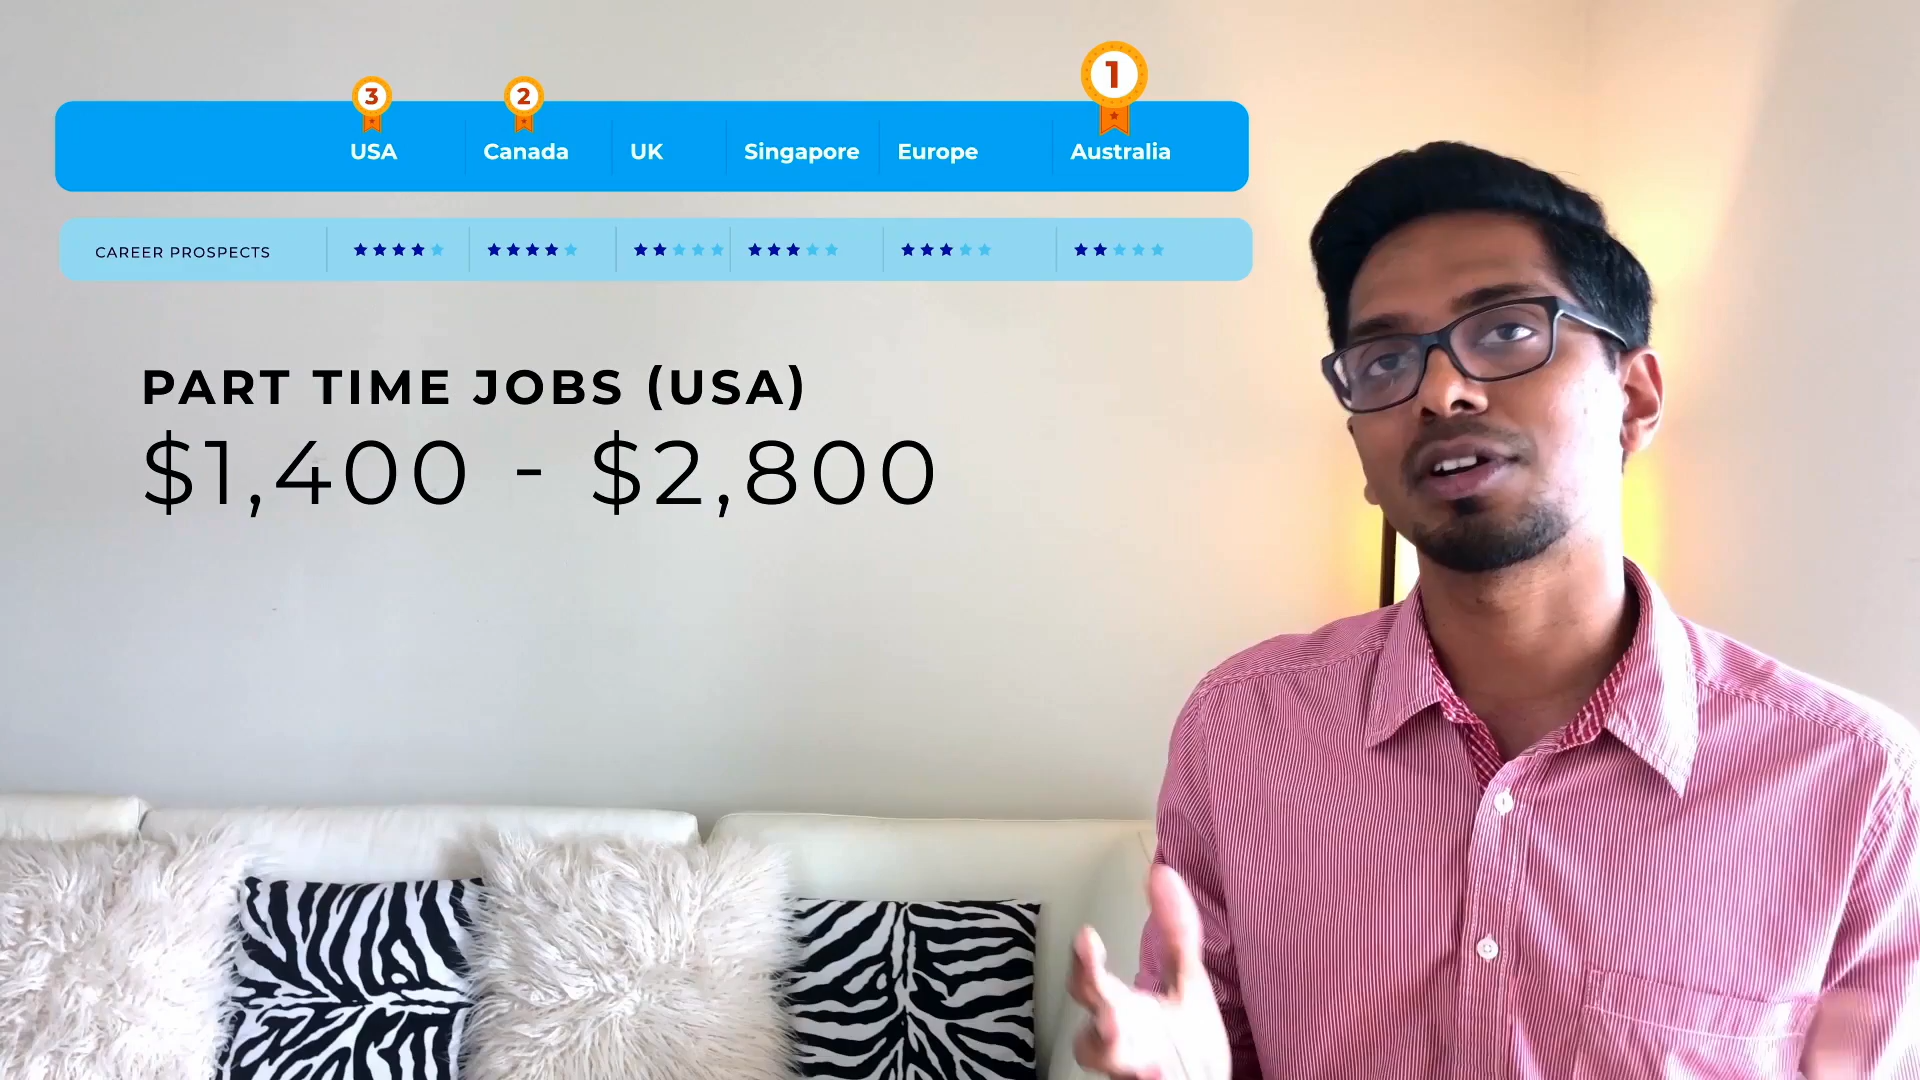 3 2 1
USA Canada UK Singapore Europe Australia
CAREER PROSPECTS
PART TIME JOBS (USA)
$1,400 - $2,800